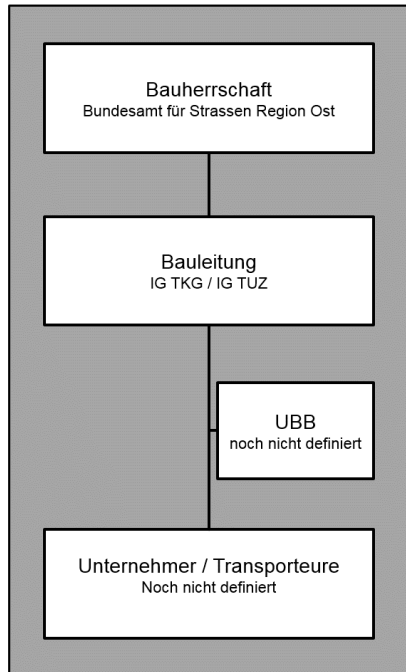 Bauherrschaft
Bundesamt für Strassen Region Ost
Bauleitung
IG TKG / IG TUZ
UBB
noch nicht definiert
Unternehmer / Transporteure
Noch nicht definiert